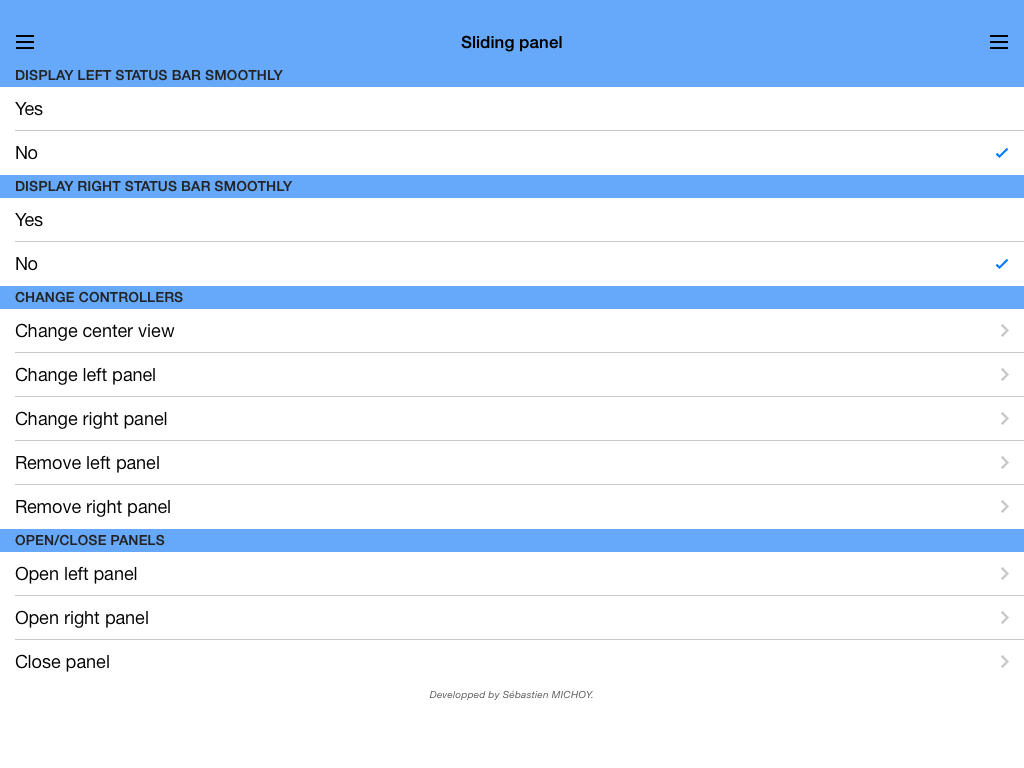 Sliding panel
DISPLAY LEFT STATUS BAR SMOOTHLY
Yes
No
DISPLAY RIGHT STATUS BAR SMOOTHLY
Yes
No
CHANGE CONTROLLERS
Change center view
Change left panel
Change right panel
Remove left panel
Remove right panel
OPEN/CLOSE PANELS
Open left panel
Open right panel
Close panel
Developped by Sébastien MICHOY.